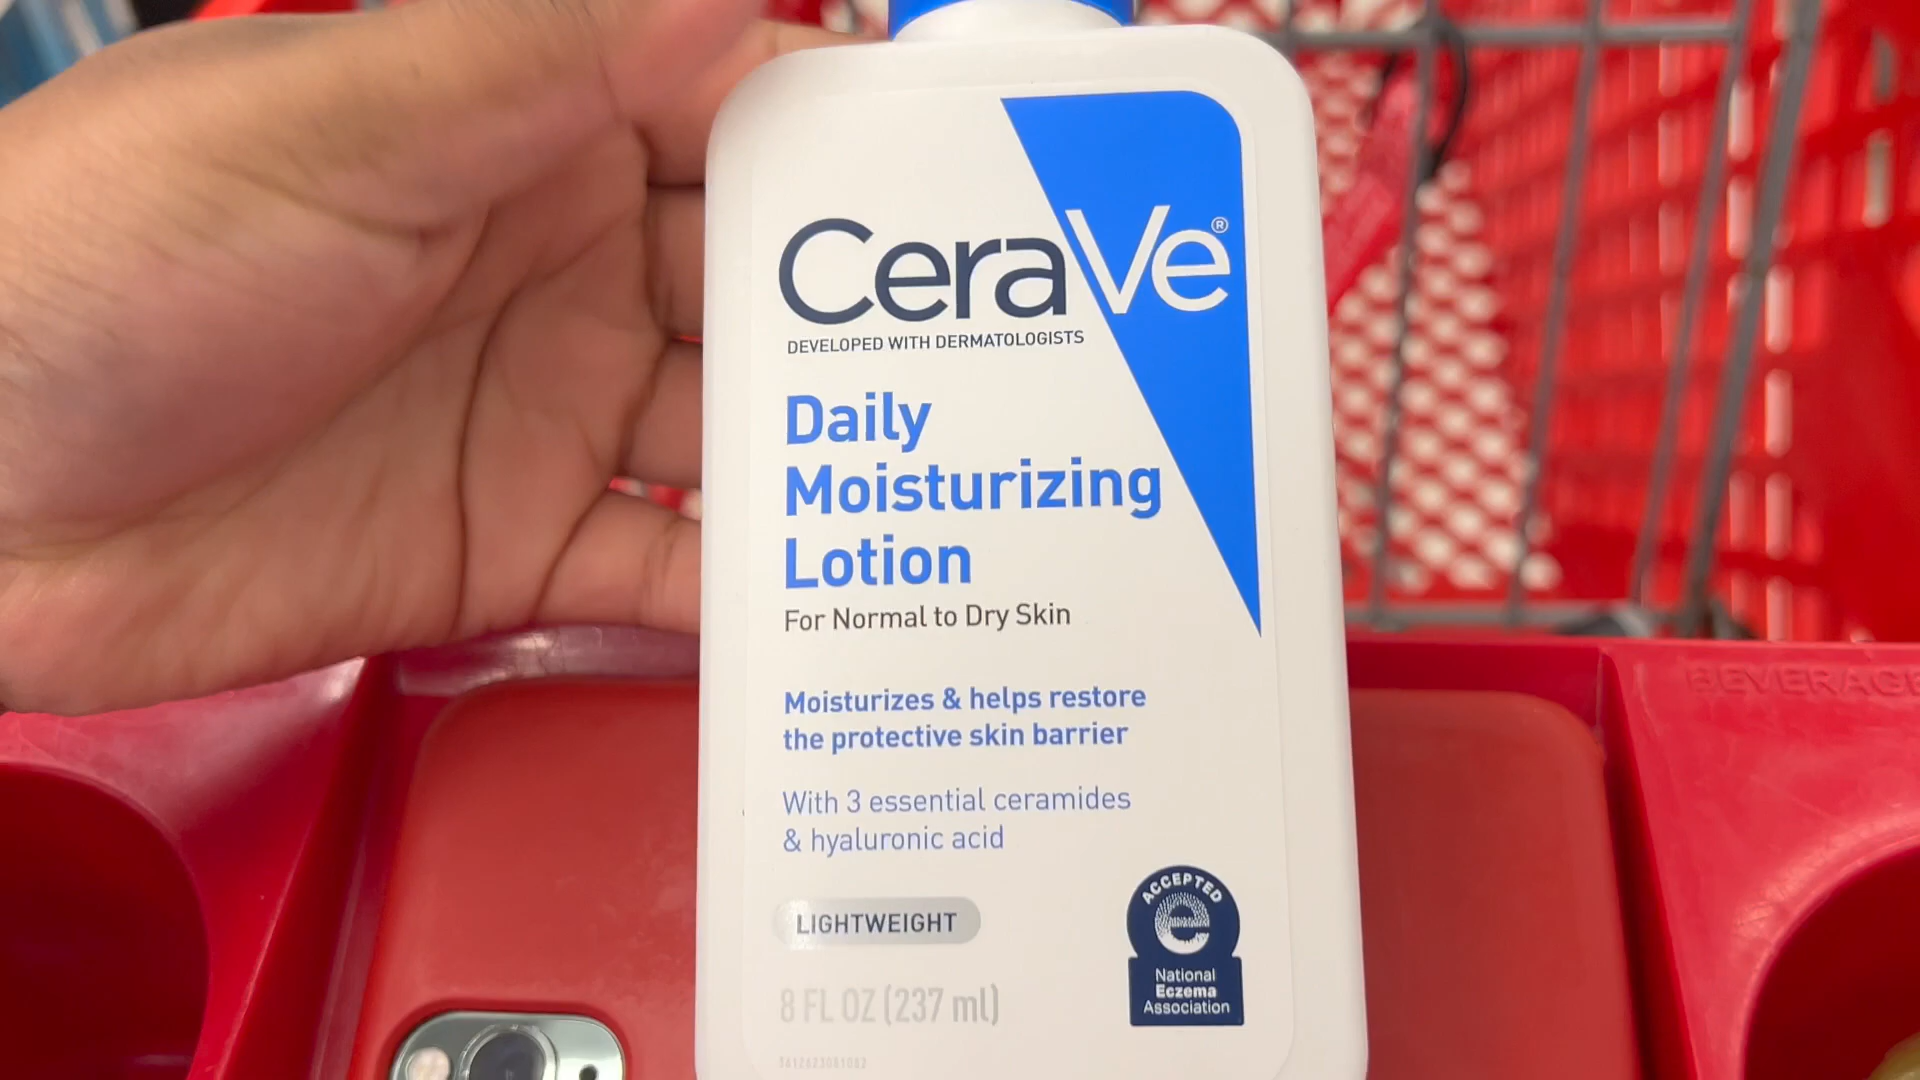 CeraVe®
DEVELOPED WITH DERMATOLOGISTS
Daily
Moisturizing
Lotion
For Normal to Dry Skin
Moisturizes & helps restore
the protective skin barrier
With 3 essential ceramides
& hyaluronic acid
LIGHTWEIGHT
8 FL OZ (237 ml)
ACCEPTED
e
National
Eczema
Association
BEVERAGE